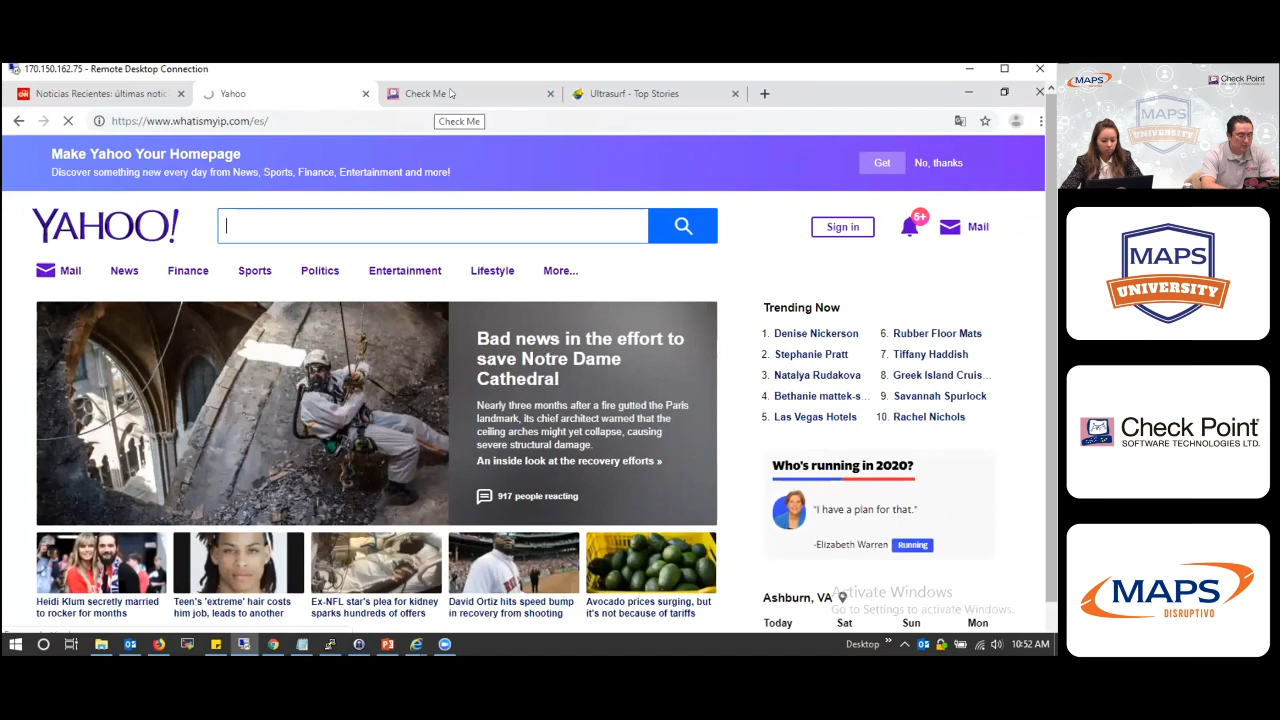 170.150.162.75 - Remote Desktop Connection
Noticias Recientes: últimas notic
Yahoo
Check Me
Ultrasurf - Top Stories
https://www.whatismyip.com/es/
Check Me
Make Yahoo Your Homepage
Discover something new every day from News, Sports, Finance, Entertainment and more!
Get
No, thanks
YAHOO!
Sign in
5+
Mail
Mail
News
Finance
Sports
Politics
Entertainment
Lifestyle
More...
Bad news in the effort to
save Notre Dame
Cathedral
Nearly three months after a fire gutted the Paris
landmark, its chief architect warned that the
ceiling arches might yet collapse, causing
severe structural damage.
An inside look at the recovery efforts »
917 people reacting
Heidi Klum secretly married
to rocker for months
Teen's 'extreme' hair costs
him job, leads to another
Ex-NFL star's plea for kidney
sparks hundreds of offers
David Ortiz hits speed bump
in recovery from shooting
Avocado prices surging, but
it's not because of tariffs
Trending Now
1. Denise Nickerson
2. Stephanie Pratt
3. Natalya Rudakova
4. Bethanie mattek-s...
5. Las Vegas Hotels
6. Rubber Floor Mats
7. Tiffany Haddish
8. Greek Island Cruis...
9. Savannah Spurlock
10. Rachel Nichols
Who's running in 2020?
"I have a plan for that."
-Elizabeth Warren
Running
Ashburn, VA
Activate Windows
Go to Settings to activate Windows.
Today
Sat
Sun
Mon
Desktop
10:52 AM
MAPS
Check Point
MAPS
UNIVERSITY
MAPS
UNIVERSITY
Check Point
SOFTWARE TECHNOLOGIES LTD.
MAPS
DISRUPTIVO